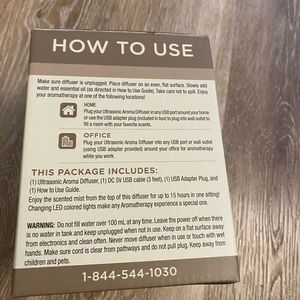 HOW TO USE
Make sure diffuser is unplugged. Place diffuser on an even, flat surface. Slowly add
water and essential oil (as directed in How to Use Guide). Take care not to spill. Enjoy
your aromatherapy at one of the following locations!
HOME
Plug your Ultrasonic Aroma Diffuser in any USB port around your home
or use the USB adapter plug (included in box) to plug into wall outlet to
fill a room with your favorite scents.
OFFICE
Plug your Ultrasonic Aroma Diffuser into any USB port or wall outlet
(using USB adapter provided) around your office for aromatherapy
while you work.
THIS PACKAGE INCLUDES:
(1) Ultrasonic Aroma Diffuser, (1) DC 5V USB cable (3 feet), (1) USB Adapter Plug, and
(1) How to Use Guide.
Enjoy the scented mist from the top of this diffuser for up to 15 hours in one sitting!
Changing LED colored lights make any Aromatherapy experience a special one.
WARNING: Do not fill water over 100 mL at any time. Leave the power off when there
is no water in tank and keep unplugged when not in use. Keep on a flat surface away
from electronics and clean often. Never move diffuser when in use or touch with wet
hands. Make sure cord is clear from pathways and do not pull plug. Keep away from
children and pets.
1-844-544-1030